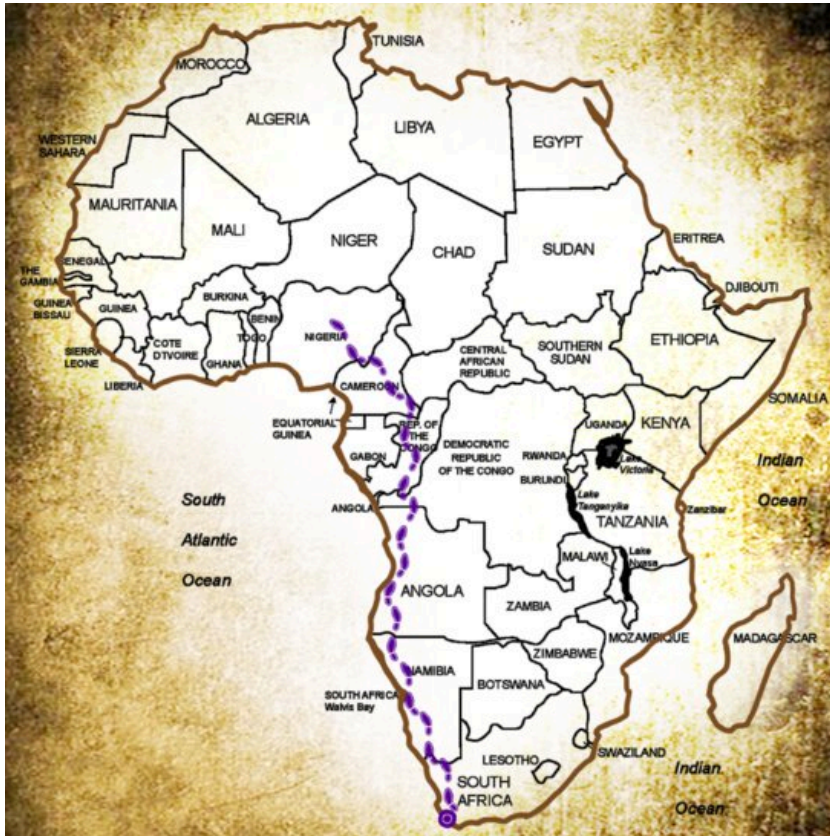 TUNISIA
MOROCCO
ALGERIA
LIBYA
EGYPT
WESTERN
SAHARA
MAURITANIA
MALI
NIGER
CHAD
SUDAN
ERITREA
SENEGAL
THE
GAMBIA
DJIBOUTI
GUINEA
BISSAU
GUINEA
BURKINA
BENIN
NIGERIA
TOGO
COTE
D'TVOIRE
GHANA
SIERRA
LEONE
LIBERIA
CENTRAL
AFRICAN
REPUBLIC
SOUTHERN
SUDAN
ETHIOPIA
CAMEROON
SOMALIA
EQUATORIAL
GUINEA
REP. OF
THE
CONGO
UGANDA
KENYA
GABON
DEMOCRATIC
REPUBLIC
OF THE CONGO
RWANDA
BURUNDI
Lake
Victoria
Indian
Ocean
South
Atlantic
Ocean
ANGOLA
Lake
Tanganyika
Zanzibar
TANZANIA
MALAWI
Lake
Nyasa
ANGOLA
ZAMBIA
MOZAMBIQUE
MADAGASCAR
ZIMBABWE
NAMIBIA
BOTSWANA
SOUTH AFRICA
Walvis Bay
SWAZILAND
LESOTHO
SOUTH
AFRICA
Indian
Ocean